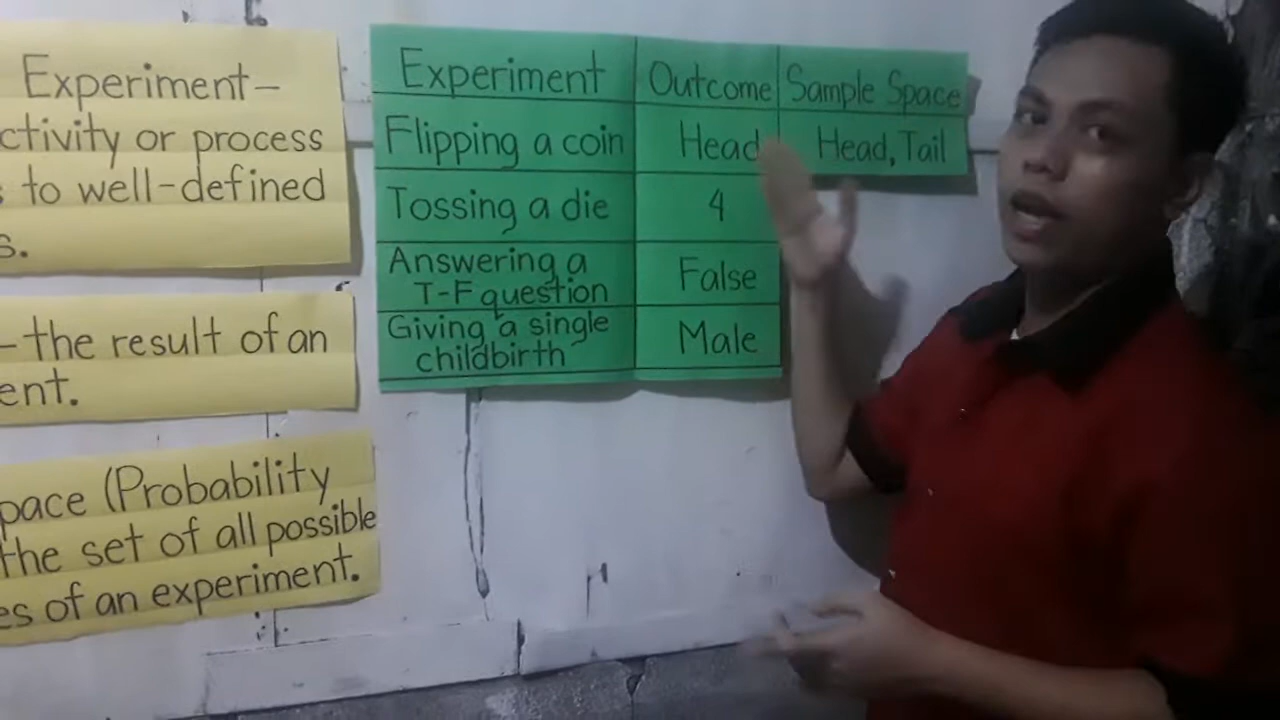 Experiment–
ctivity or process
s to well-defined
s.
–the result of an
ent.
pace (Probability
the set of all possible
es of an experiment.
Experiment Outcome Sample Space
Flipping a coin Head Head, Tail
Tossing a die 4
Answering a
T-F question False
Giving a single
childbirth Male